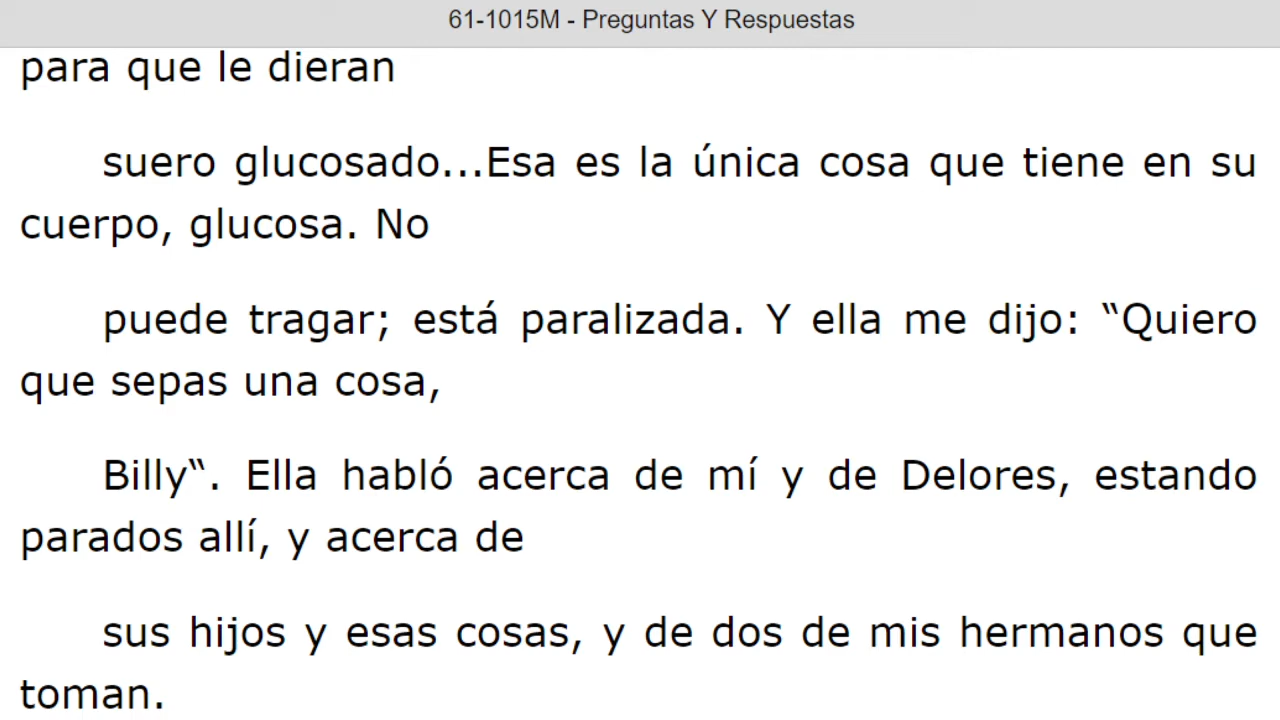 61-1015M - Preguntas Y Respuestas
para que le dieran
suero glucosado...Esa es la única cosa que tiene en su
cuerpo, glucosa. No
puede tragar; está paralizada. Y ella me dijo: “Quiero
que sepas una cosa,
Billy“. Ella habló acerca de mí y de Delores, estando
parados allí, y acerca de
sus hijos y esas cosas, y de dos de mis hermanos que
toman.